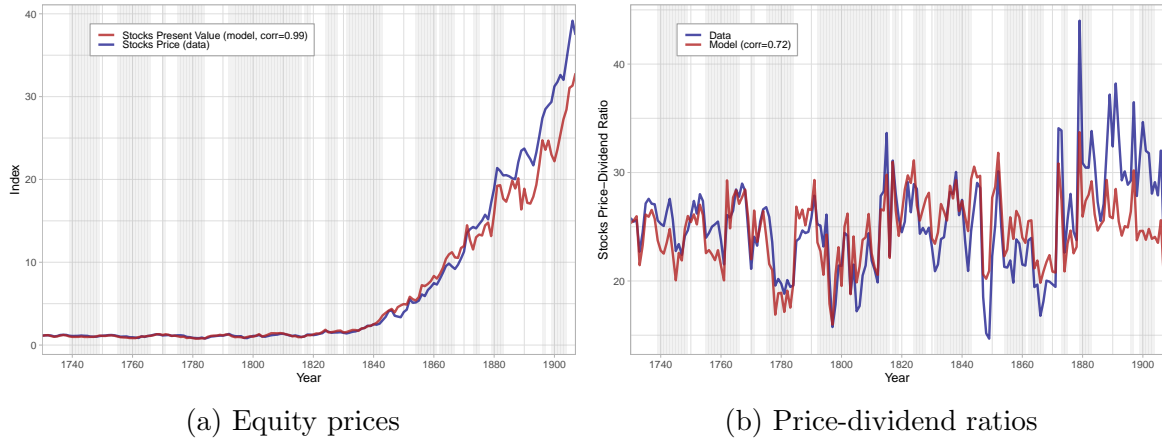 Stocks Present Value (model, corr=0.99)
Stocks Price (data)
Index
40
30
20
10
0
1740
1760
1780
1800
1820
1840
1860
1880
1900
Year
(a) Equity prices
Data
Model (corr=0.72)
Stocks Price−Dividend Ratio
40
30
20
1740
1760
1780
1800
1820
1840
1860
1880
1900
Year
(b) Price-dividend ratios